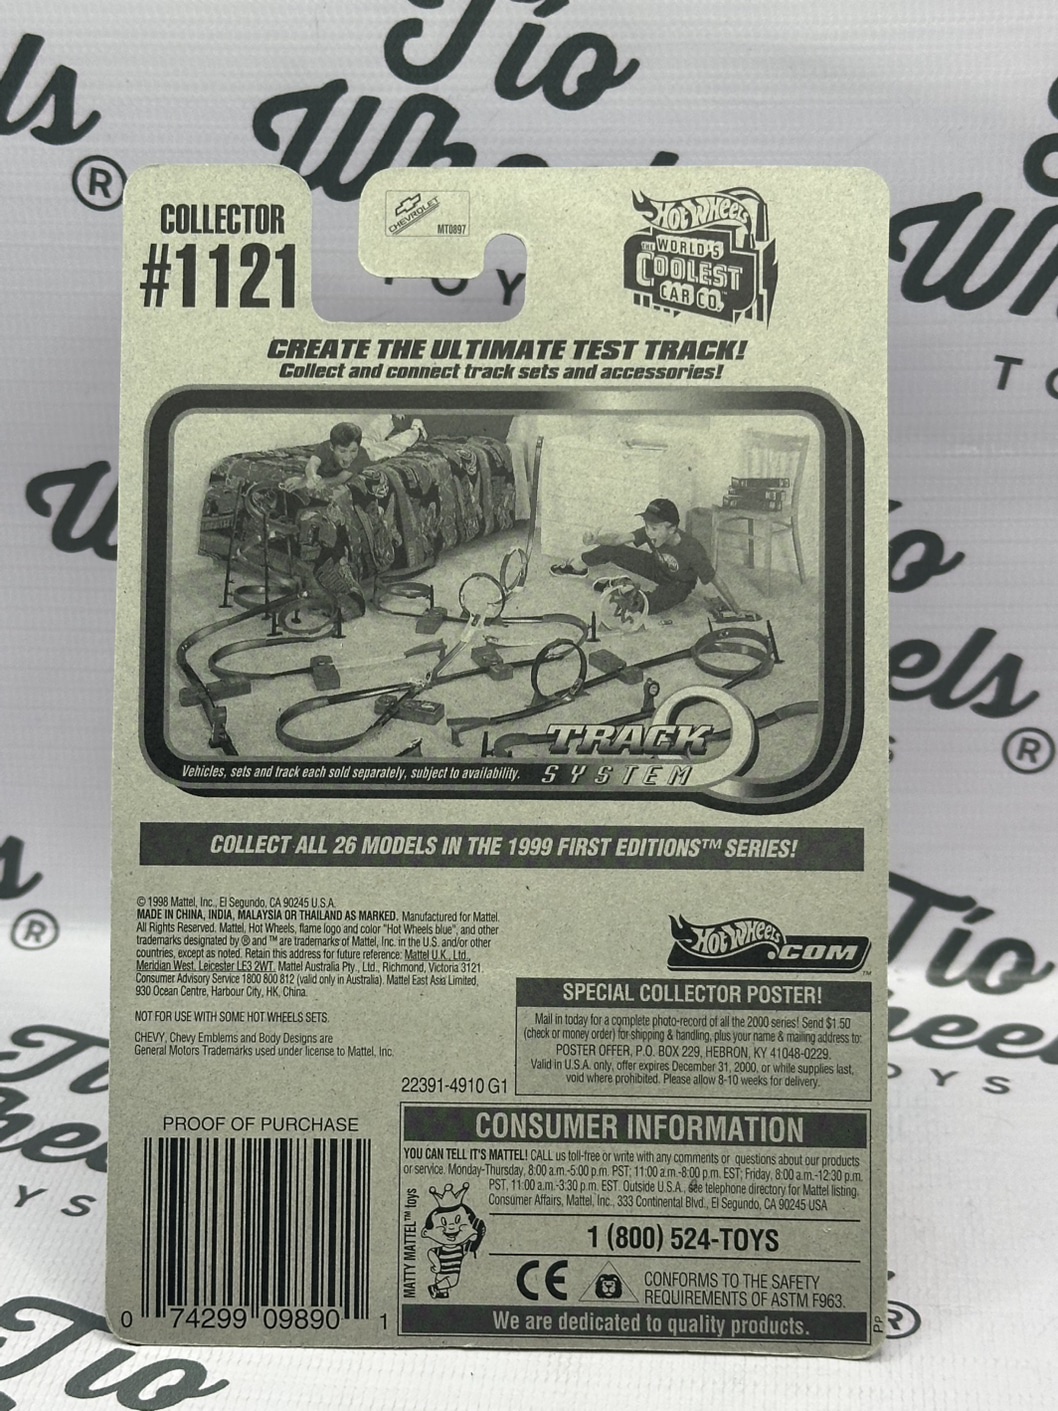 Tío
Wheels
®
TOY
els
®
Wh
TO
COLLECTOR
#1121
CHEVROLET
MT0897
HOT WHEELS
THE WORLD'S
COOLEST
CAR CO.™
CREATE THE ULTIMATE TEST TRACK!
Collect and connect track sets and accessories!
TRACK
SYSTEM
Vehicles, sets and track each sold separately, subject to availability.
COLLECT ALL 26 MODELS IN THE 1999 FIRST EDITIONS™ SERIES!
© 1998 Mattel, Inc., El Segundo, CA 90245 U.S.A.
MADE IN CHINA, INDIA, MALAYSIA OR THAILAND AS MARKED. Manufactured for Mattel.
All Rights Reserved. Mattel, Hot Wheels, flame logo and color "Hot Wheels blue", and other
trademarks designated by ® and ™ are trademarks of Mattel, Inc. in the U.S. and/or other
countries, except as noted. Retain this address for future reference: Mattel U.K., Ltd.,
Meridian West, Leicester LE3 2WT. Mattel Australia Pty., Ltd., Richmond, Victoria 3121.
Consumer Advisory Service 1800 800 812 (valid only in Australia). Mattel East Asia Limited,
930 Ocean Centre, Harbour City, HK, China.
NOT FOR USE WITH SOME HOT WHEELS SETS.
CHEVY, Chevy Emblems and Body Designs are
General Motors Trademarks used under license to Mattel, Inc.
22391-4910 G1
HOT WHEELS.COM™
SPECIAL COLLECTOR POSTER!
Mail in today for a complete photo-record of all the 2000 series! Send $1.50
(check or money order) for shipping & handling, plus your name & mailing address to:
POSTER OFFER, P.O. BOX 229, HEBRON, KY 41048-0229.
Valid in U.S.A. only, offer expires December 31, 2000, or while supplies last,
void where prohibited. Please allow 8-10 weeks for delivery.
PROOF OF PURCHASE
0 74299 09890 1
CONSUMER INFORMATION
YOU CAN TELL IT'S MATTEL! CALL us toll-free or write with any comments or questions about our products
or service. Monday-Thursday, 8:00 a.m.-5:00 p.m. PST; 11:00 a.m.-8:00 p.m. EST; Friday, 8:00 a.m.-12:30 p.m.
PST, 11:00 a.m.-3:30 p.m. EST. Outside U.S.A., see telephone directory for Mattel listing.
Consumer Affairs, Mattel, Inc., 333 Continental Blvd., El Segundo, CA 90245 USA
MATTY MATTEL™ toys
1 (800) 524-TOYS
CE
CONFORMS TO THE SAFETY
REQUIREMENTS OF ASTM F963.
We are dedicated to quality products.
Pp
els
®
Tío
heels
OYS
®
Tío